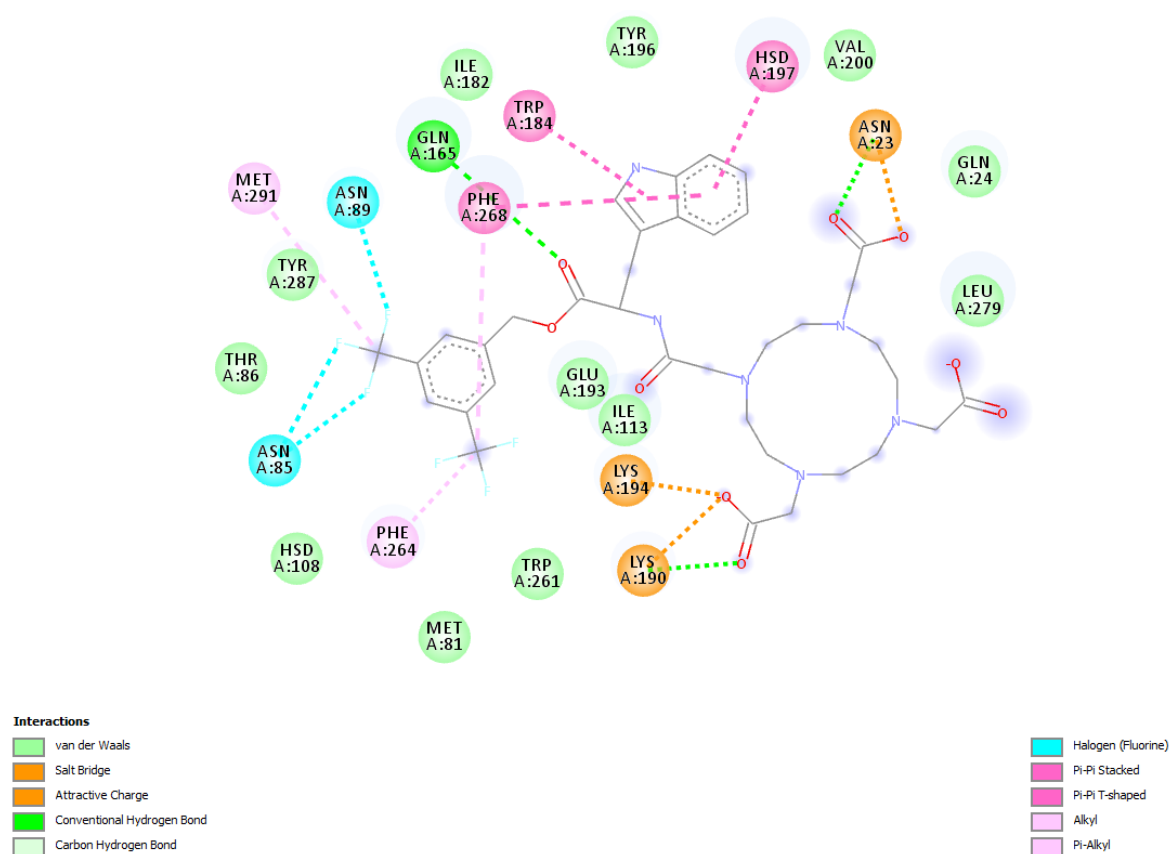 TYR
A:196
HSD
A:197
VAL
A:200
ILE
A:182
TRP
A:184
ASN
A:23
GLN
A:165
GLN
A:24
MET
A:291
ASN
A:89
PHE
A:268
N
TYR
A:287
O
O
O
LEU
A:279
F
O
N
N
F
F
THR
A:86
GLU
A:193
O
N
-O
O
ILE
A:113
N
ASN
A:85
F
F
F
LYS
A:194
N
-O
PHE
A:264
HSD
A:108
TRP
A:261
LYS
A:190
O
MET
A:81
Interactions
van der Waals
Salt Bridge
Attractive Charge
Conventional Hydrogen Bond
Carbon Hydrogen Bond
Halogen (Fluorine)
Pi-Pi Stacked
Pi-Pi T-shaped
Alkyl
Pi-Alkyl